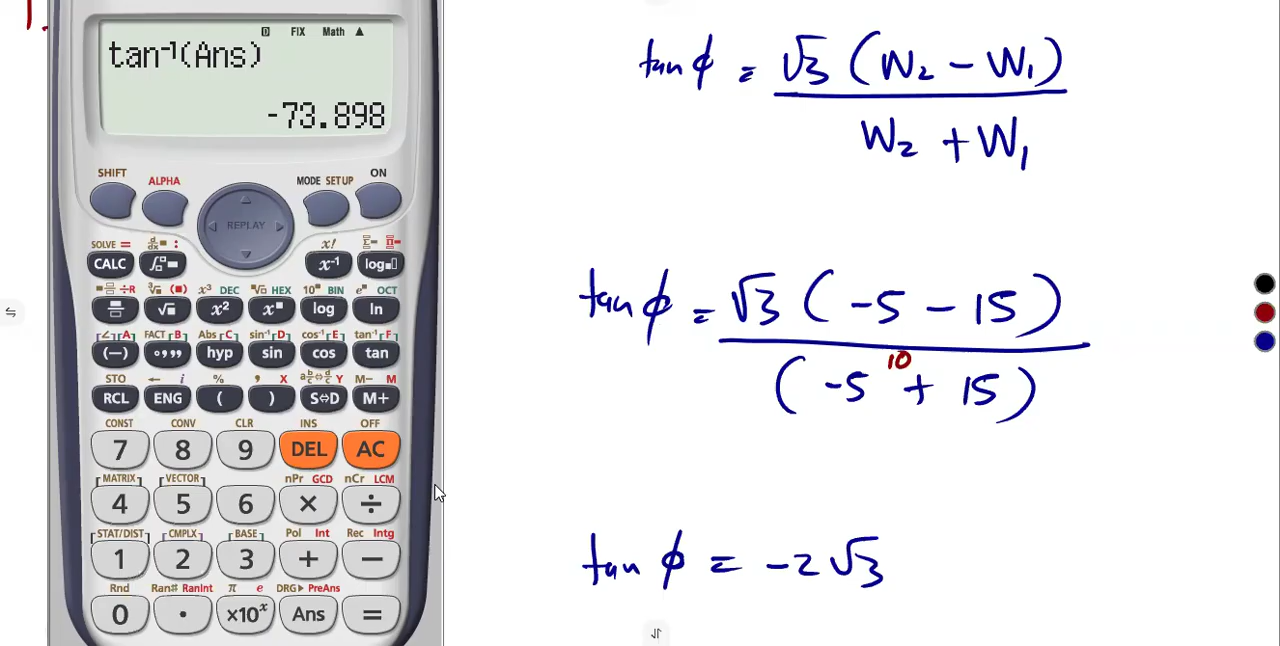 D FIX Math ▲
tan⁻¹(Ans)
-73.898
SHIFT ALPHA MODE SETUP ON
REPLAY
SOLVE = d/dx : x! Σ Π
CALC ∫ x⁻¹ log
÷R ³√ x³ DEC ˣ√ HEX 10ˣ BIN eˣ OCT
√ x² xˑ log ln
∠ A FACT B Abs C sin⁻¹ D cos⁻¹ E tan⁻¹ F
(−) °,,, hyp sin cos tan
STO ← i % , X a b/c⇔d/c Y M− M
RCL ENG ( ) S⇔D M+
CONST CONV CLR INS OFF
7 8 9 DEL AC
MATRIX VECTOR nPr GCD nCr LCM
4 5 6 × ÷
STAT/DIST CMPLX BASE Pol Int Rec Intg
1 2 3 + −
Rnd Ran# RanInt π e DRG▶ PreAns
0 . ×10ˣ Ans =
tan ϕ = √3 (W₂ − W₁)
W₂ + W₁
tan ϕ = √3 (-5 − 15)
10
(-5 + 15)
tan ϕ = -2√3